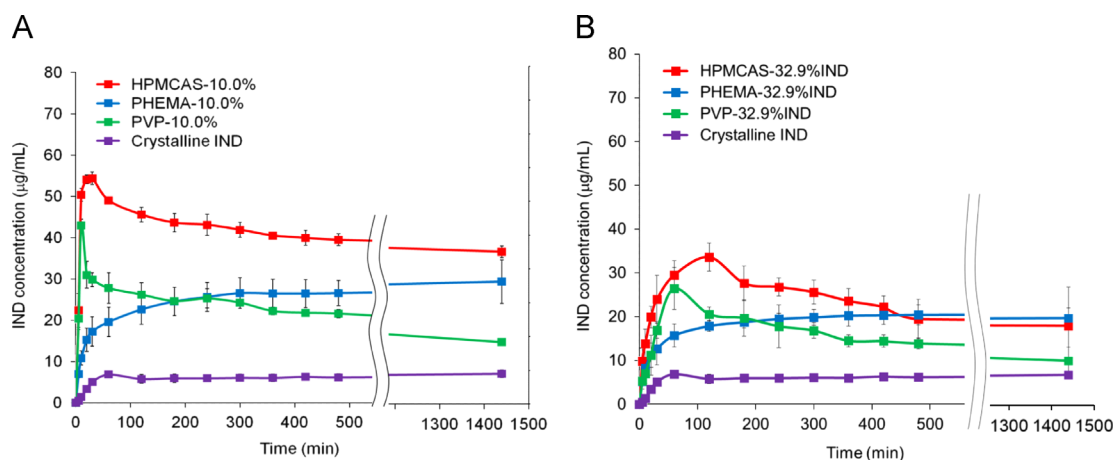 A
IND concentration (µg/mL)
80
70
60
50
40
30
20
10
0
HPMCAS-10.0%
PHEMA-10.0%
PVP-10.0%
Crystalline IND
0 100 200 300 400 500 1300 1400 1500
Time (min)
B
IND concentration (µg/mL)
80
70
60
50
40
30
20
10
0
HPMCAS-32.9%IND
PHEMA-32.9%IND
PVP-32.9%IND
Crystalline IND
0 100 200 300 400 500 1300 1400 1500
Time (min)